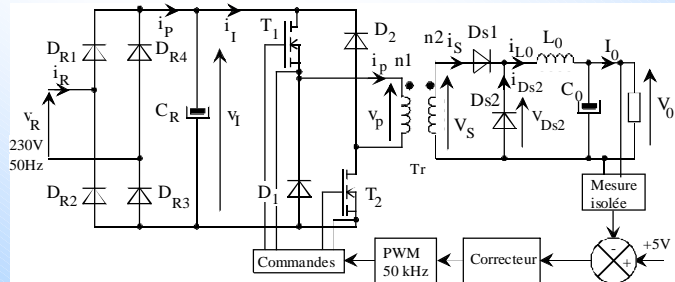 i_P
i_I
T_1
D_2
n2 i_S
Ds1
i_L0
L_0
I_0
D_R1
D_R4
i_p n1
i_R
i_Ds2
C_0
v_R
C_R
v_I
v_p
V_S
Ds2
V_Ds2
V_0
230V
50Hz
Tr
D_R2
D_R3
D_1
T_2
Mesure
isolée
- +
+5V
Commandes
PWM
50 kHz
Correcteur